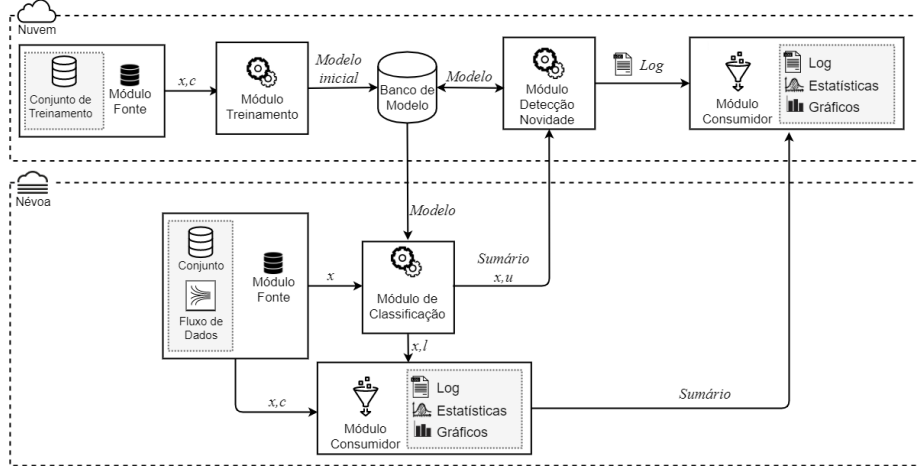 Nuvem
Conjunto de
Treinamento
Módulo
Fonte
x,c
Módulo
Treinamento
Modelo
inicial
Banco de
Modelo
Modelo
Módulo
Detecção
Novidade
Log
Módulo
Consumidor
Log
Estatísticas
Gráficos
Névoa
Modelo
Conjunto
Fluxo de
Dados
Módulo
Fonte
x
Módulo de
Classificação
Sumário
x,u
x,l
x,c
Módulo
Consumidor
Log
Estatísticas
Gráficos
Sumário